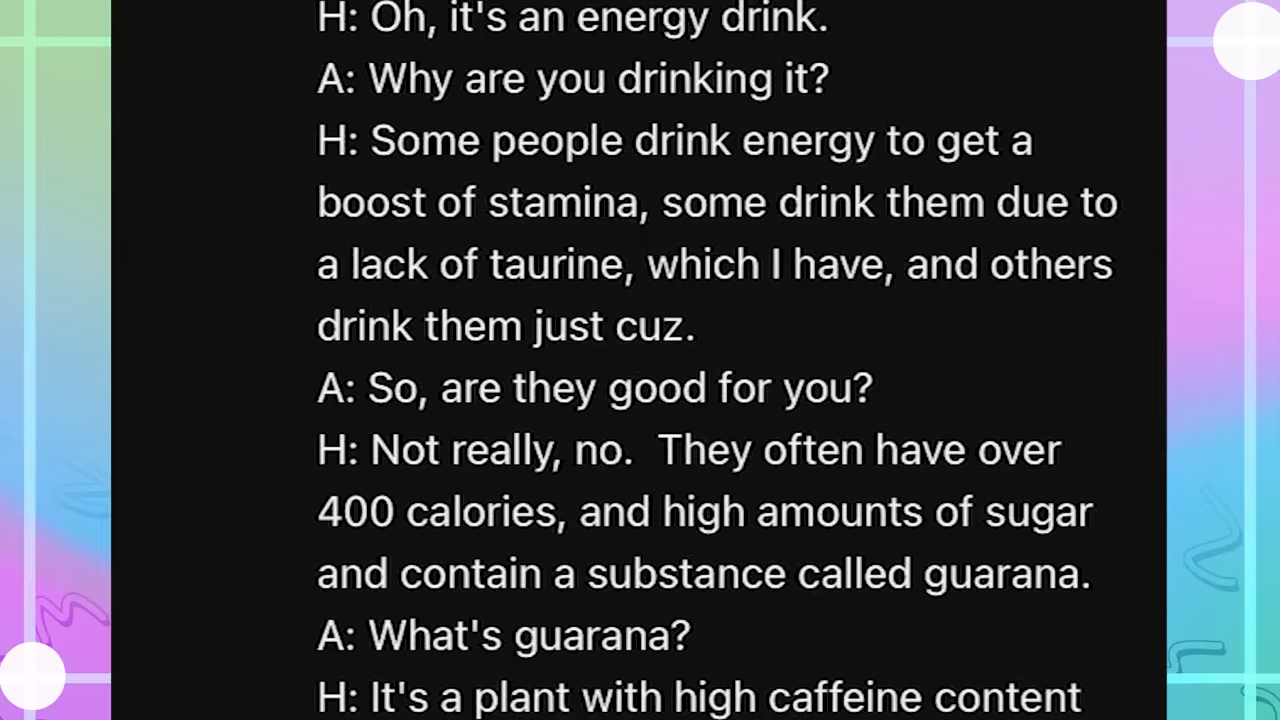 H: Oh, it's an energy drink.
A: Why are you drinking it?
H: Some people drink energy to get a
boost of stamina, some drink them due to
a lack of taurine, which I have, and others
drink them just cuz.
A: So, are they good for you?
H: Not really, no.  They often have over
400 calories, and high amounts of sugar
and contain a substance called guarana.
A: What's guarana?
H: It's a plant with high caffeine content